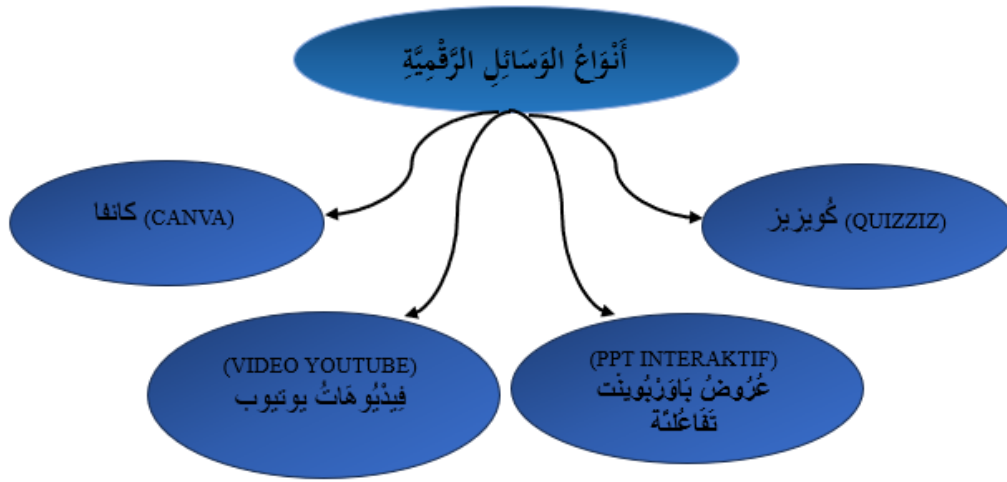 أَنْوَاعُ الوَسَائِلِ الرَّقْمِيَّةِ
كُويزيز (QUIZZIZ)
كانفا (CANVA)
(PPT INTERAKTIF)
عُرُوضُ بَاوَرْبُوينْت
تَفَاعُلِيَّة
(VIDEO YOUTUBE)
فِيدْيُوهَاتُ يوتيوب